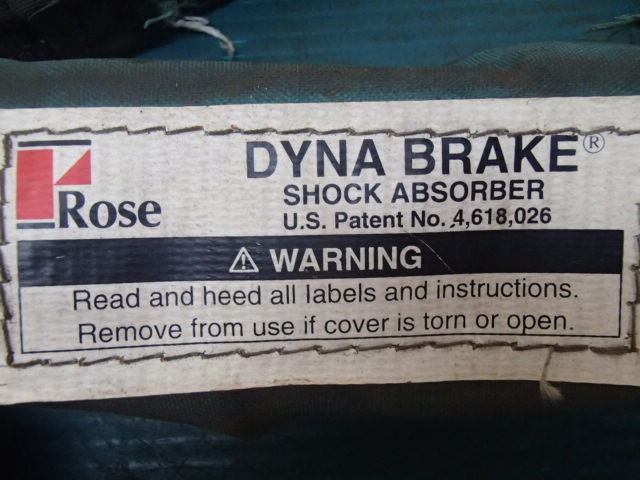 Rose
DYNA BRAKE®
SHOCK ABSORBER
U.S. Patent No. 4,618,026
⚠ WARNING
Read and heed all labels and instructions.
Remove from use if cover is torn or open.